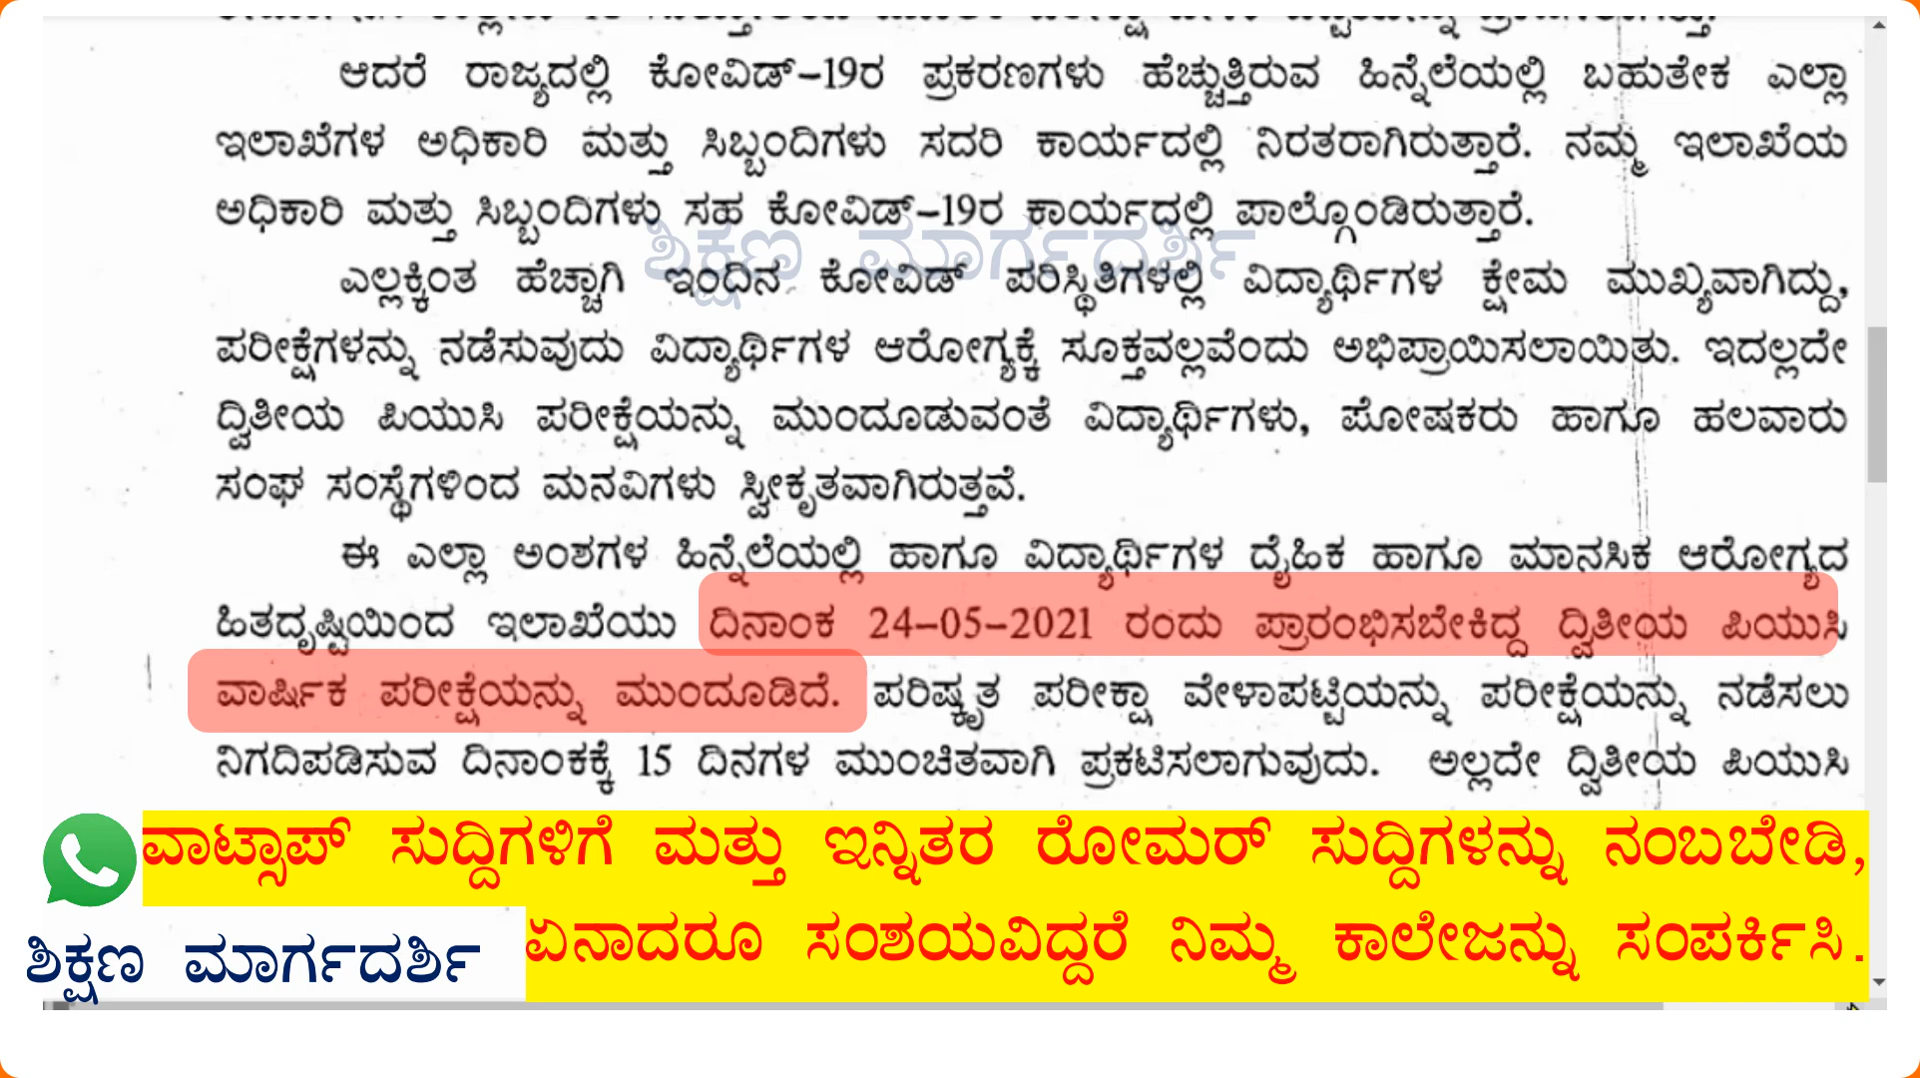 ಆದರೆ ರಾಜ್ಯದಲ್ಲಿ ಕೋವಿಡ್-19ರ ಪ್ರಕರಣಗಳು ಹೆಚ್ಚುತ್ತಿರುವ ಹಿನ್ನೆಲೆಯಲ್ಲಿ ಬಹುತೇಕ ಎಲ್ಲಾ
ಇಲಾಖೆಗಳ ಅಧಿಕಾರಿ ಮತ್ತು ಸಿಬ್ಬಂದಿಗಳು ಸದರಿ ಕಾರ್ಯದಲ್ಲಿ ನಿರತರಾಗಿರುತ್ತಾರೆ. ನಮ್ಮ ಇಲಾಖೆಯ
ಅಧಿಕಾರಿ ಮತ್ತು ಸಿಬ್ಬಂದಿಗಳು ಸಹ ಕೋವಿಡ್-19ರ ಕಾರ್ಯದಲ್ಲಿ ಪಾಲ್ಗೊಂಡಿರುತ್ತಾರೆ.
ಶಿಕ್ಷಣ ಮಾರ್ಗದರ್ಶಿ
ಎಲ್ಲಕ್ಕಿಂತ ಹೆಚ್ಚಾಗಿ ಇಂದಿನ ಕೋವಿಡ್ ಪರಿಸ್ಥಿತಿಗಳಲ್ಲಿ ವಿದ್ಯಾರ್ಥಿಗಳ ಕ್ಷೇಮ ಮುಖ್ಯವಾಗಿದ್ದು,
ಪರೀಕ್ಷೆಗಳನ್ನು ನಡೆಸುವುದು ವಿದ್ಯಾರ್ಥಿಗಳ ಆರೋಗ್ಯಕ್ಕೆ ಸೂಕ್ತವಲ್ಲವೆಂದು ಅಭಿಪ್ರಾಯಿಸಲಾಯಿತು. ಇದಲ್ಲದೇ
ದ್ವಿತೀಯ ಪಿಯುಸಿ ಪರೀಕ್ಷೆಯನ್ನು ಮುಂದೂಡುವಂತೆ ವಿದ್ಯಾರ್ಥಿಗಳು, ಪೋಷಕರು ಹಾಗೂ ಹಲವಾರು
ಸಂಘ ಸಂಸ್ಥೆಗಳಿಂದ ಮನವಿಗಳು ಸ್ವೀಕೃತವಾಗಿರುತ್ತವೆ.
ಈ ಎಲ್ಲಾ ಅಂಶಗಳ ಹಿನ್ನೆಲೆಯಲ್ಲಿ ಹಾಗೂ ವಿದ್ಯಾರ್ಥಿಗಳ ದೈಹಿಕ ಹಾಗೂ ಮಾನಸಿಕ ಆರೋಗ್ಯದ
ಹಿತದೃಷ್ಟಿಯಿಂದ ಇಲಾಖೆಯು ದಿನಾಂಕ 24-05-2021 ರಂದು ಪ್ರಾರಂಭಿಸಬೇಕಿದ್ದ ದ್ವಿತೀಯ ಪಿಯುಸಿ
ವಾರ್ಷಿಕ ಪರೀಕ್ಷೆಯನ್ನು ಮುಂದೂಡಿದೆ. ಪರಿಷ್ಕೃತ ಪರೀಕ್ಷಾ ವೇಳಾಪಟ್ಟಿಯನ್ನು ಪರೀಕ್ಷೆಯನ್ನು ನಡೆಸಲು
ನಿಗದಿಪಡಿಸುವ ದಿನಾಂಕಕ್ಕೆ 15 ದಿನಗಳ ಮುಂಚಿತವಾಗಿ ಪ್ರಕಟಿಸಲಾಗುವುದು. ಅಲ್ಲದೇ ದ್ವಿತೀಯ ಪಿಯುಸಿ
ವಾಟ್ಸಾಪ್ ಸುದ್ದಿಗಳಿಗೆ ಮತ್ತು ಇನ್ನಿತರ ರೋಮರ್ ಸುದ್ದಿಗಳನ್ನು ನಂಬಬೇಡಿ,
ಏನಾದರೂ ಸಂಶಯವಿದ್ದರೆ ನಿಮ್ಮ ಕಾಲೇಜನ್ನು ಸಂಪರ್ಕಿಸಿ.
ಶಿಕ್ಷಣ ಮಾರ್ಗದರ್ಶಿ